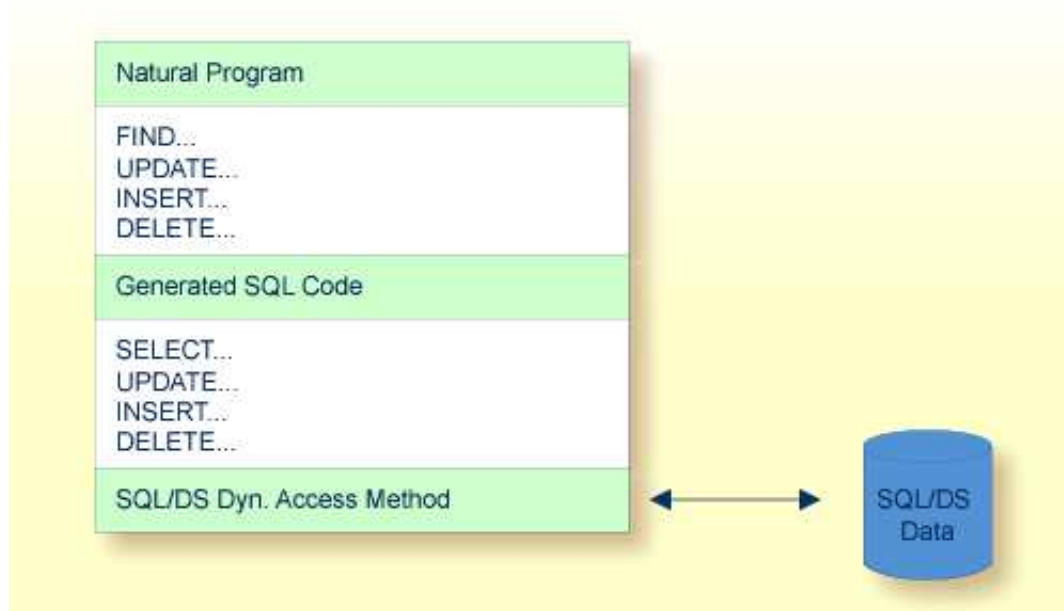 Natural Program
FIND...
UPDATE...
INSERT...
DELETE...
Generated SQL Code
SELECT...
UPDATE...
INSERT...
DELETE...
SQL/DS Dyn. Access Method
SQL/DS
Data